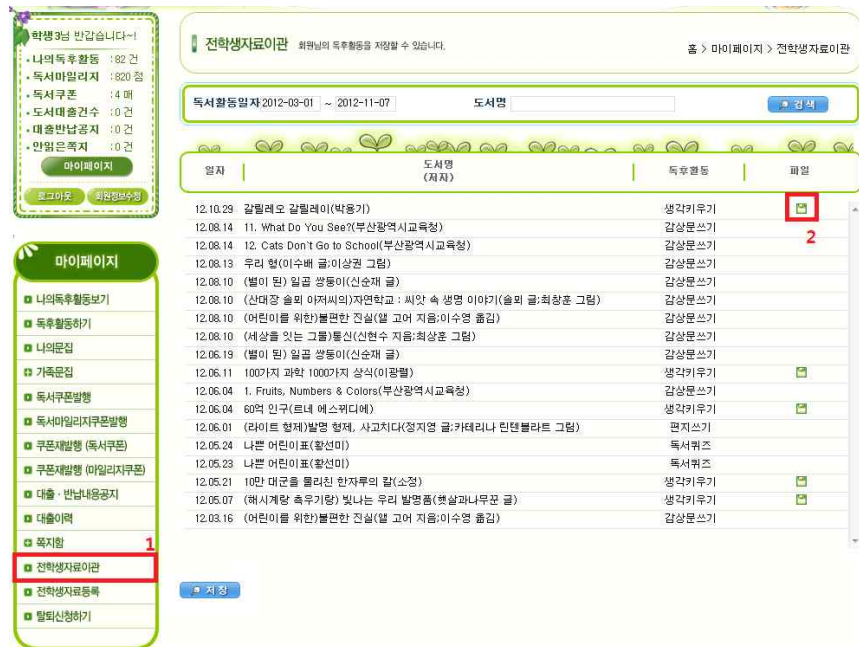 학생3님 반갑습니다~!
나의독후활동 :82 건
독서마일리지 :820 점
독서쿠폰 :4 매
도서대출건수 :0 건
대출반납공지 :0 건
안읽은쪽지 :0 건
마이페이지
로그아웃 회원정보수정
마이페이지
나의독후활동보기
독후활동하기
나의문집
가족문집
독서쿠폰발행
독서마일리지쿠폰발행
쿠폰재발행 (독서쿠폰)
쿠폰재발행 (마일리지쿠폰)
대출 · 반납내용공지
대출이력
쪽지함
1
전학생자료이관
전학생자료등록
탈퇴신청하기
전학생자료이관 회원님의 독후활동을 저장할 수 있습니다.
홈 > 마이페이지 > 전학생자료이관
독서활동일자 2012-03-01 ~ 2012-11-07 도서명 검색
일자 도서명 독후활동 파일
(저자)
12.10.29 갈릴레오 갈릴레이(박용기) 생각키우기
2
12.08.14 11. What Do You See?(부산광역시교육청) 감상문쓰기
12.08.14 12. Cats Don't Go to School(부산광역시교육청) 감상문쓰기
12.08.13 우리 형(이수배 글;이상권 그림) 감상문쓰기
12.08.10 (별이 된) 일곱 쌍둥이(신순재 글) 감상문쓰기
12.08.10 (산대장 솔뫼 아저씨의)자연학교 : 씨앗 속 생명 이야기(솔뫼 글;최창훈 그림) 감상문쓰기
12.08.10 (어린이를 위한)불편한 진실(앨 고어 지음;이수영 옮김) 감상문쓰기
12.08.10 (세상을 잇는 그물)통신(신현수 지음;최상훈 그림) 감상문쓰기
12.06.19 (별이 된) 일곱 쌍둥이(신순재 글) 감상문쓰기
12.06.11 100가지 과학 1000가지 상식(이광렬) 생각키우기
12.06.04 1. Fruits, Numbers & Colors(부산광역시교육청) 감상문쓰기
12.06.04 60억 인구(르네 에스뀌디에) 생각키우기
12.06.01 (라이트 형제)발명 형제, 사고치다(정지영 글;카테리나 린텐블라트 그림) 편지쓰기
12.05.24 나쁜 어린이표(황선미) 독서퀴즈
12.05.23 나쁜 어린이표(황선미) 독서퀴즈
12.05.21 10만 대군을 물리친 한자루의 칼(소정) 생각키우기
12.05.07 (해시계랑 측우기랑) 빛나는 우리 발명품(햇살과나무꾼 글) 생각키우기
12.03.16 (어린이를 위한)불편한 진실(앨 고어 지음;이수영 옮김) 감상문쓰기
저장